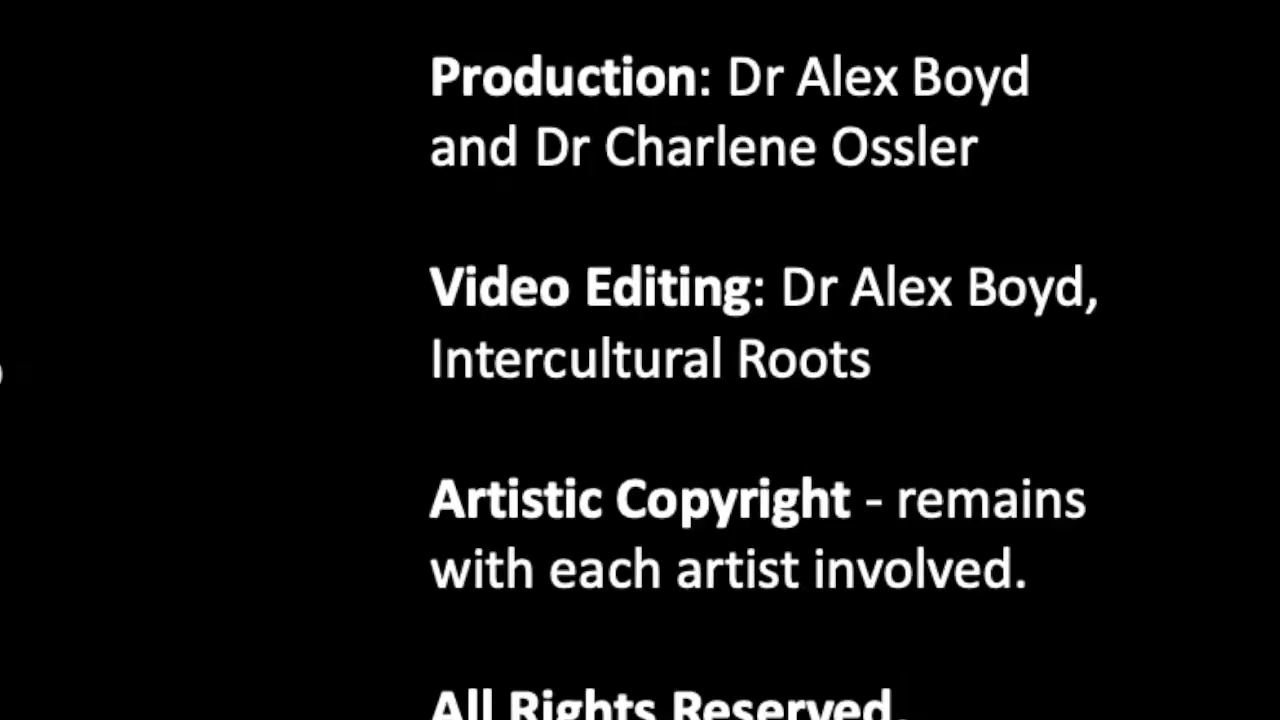 Production: Dr Alex Boyd
and Dr Charlene Ossler
Video Editing: Dr Alex Boyd,
Intercultural Roots
Artistic Copyright - remains
with each artist involved.
All Rights Reserved.